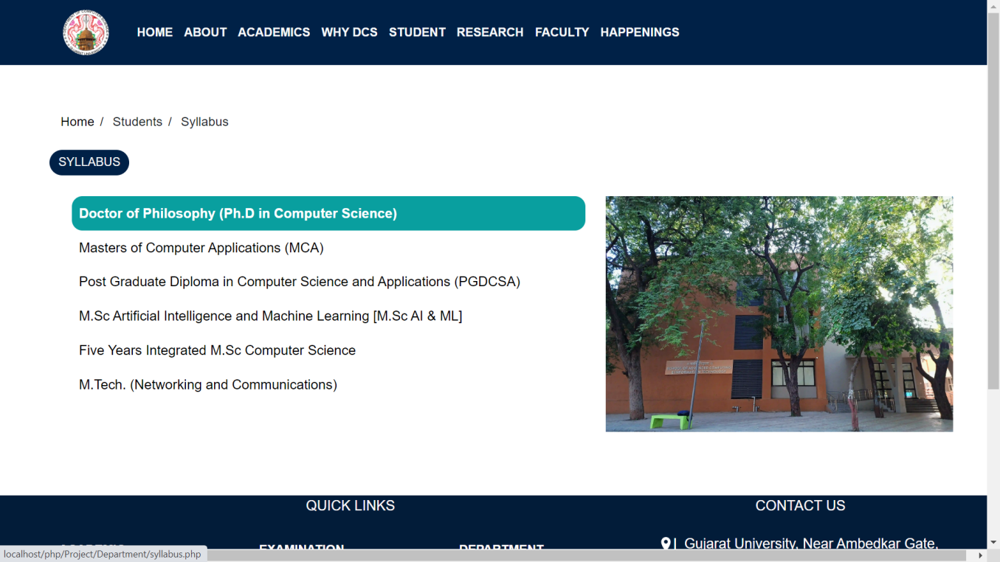 HOME ABOUT ACADEMICS WHY DCS STUDENT RESEARCH FACULTY HAPPENINGS
Home / Students / Syllabus
SYLLABUS
Doctor of Philosophy (Ph.D in Computer Science)
Masters of Computer Applications (MCA)
Post Graduate Diploma in Computer Science and Applications (PGDCSA)
M.Sc Artificial Intelligence and Machine Learning [M.Sc AI & ML]
Five Years Integrated M.Sc Computer Science
M.Tech. (Networking and Communications)
QUICK LINKS
CONTACT US
EXAMINATION
DEPARTMENT
Gujarat University, Near Ambedkar Gate,
localhost/php/Project/Department/syllabus.php